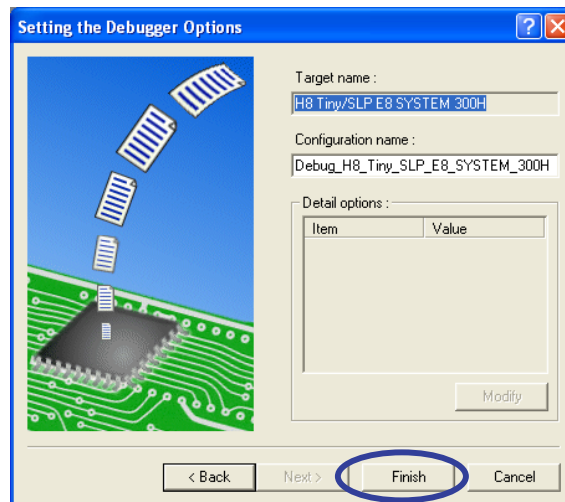 Setting the Debugger Options
Target name :
H8 Tiny/SLP E8 SYSTEM 300H
Configuration name :
Debug_H8_Tiny_SLP_E8_SYSTEM_300H
Detail options :
Item Value
Modify
< Back Next > Finish Cancel